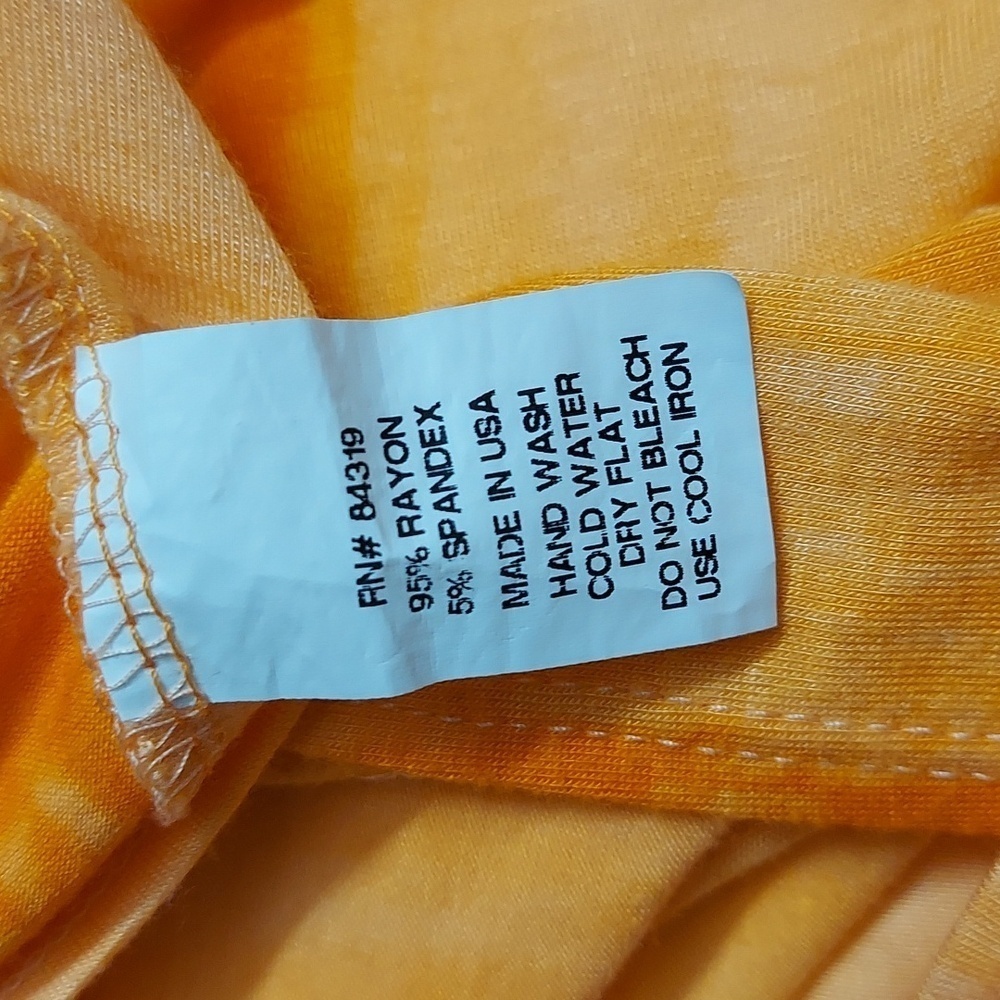 RN# 84319
95% RAYON
5% SPANDEX
MADE IN USA
HAND WASH
COLD WATER
DRY FLAT
DO NOT BLEACH
USE COOL IRON